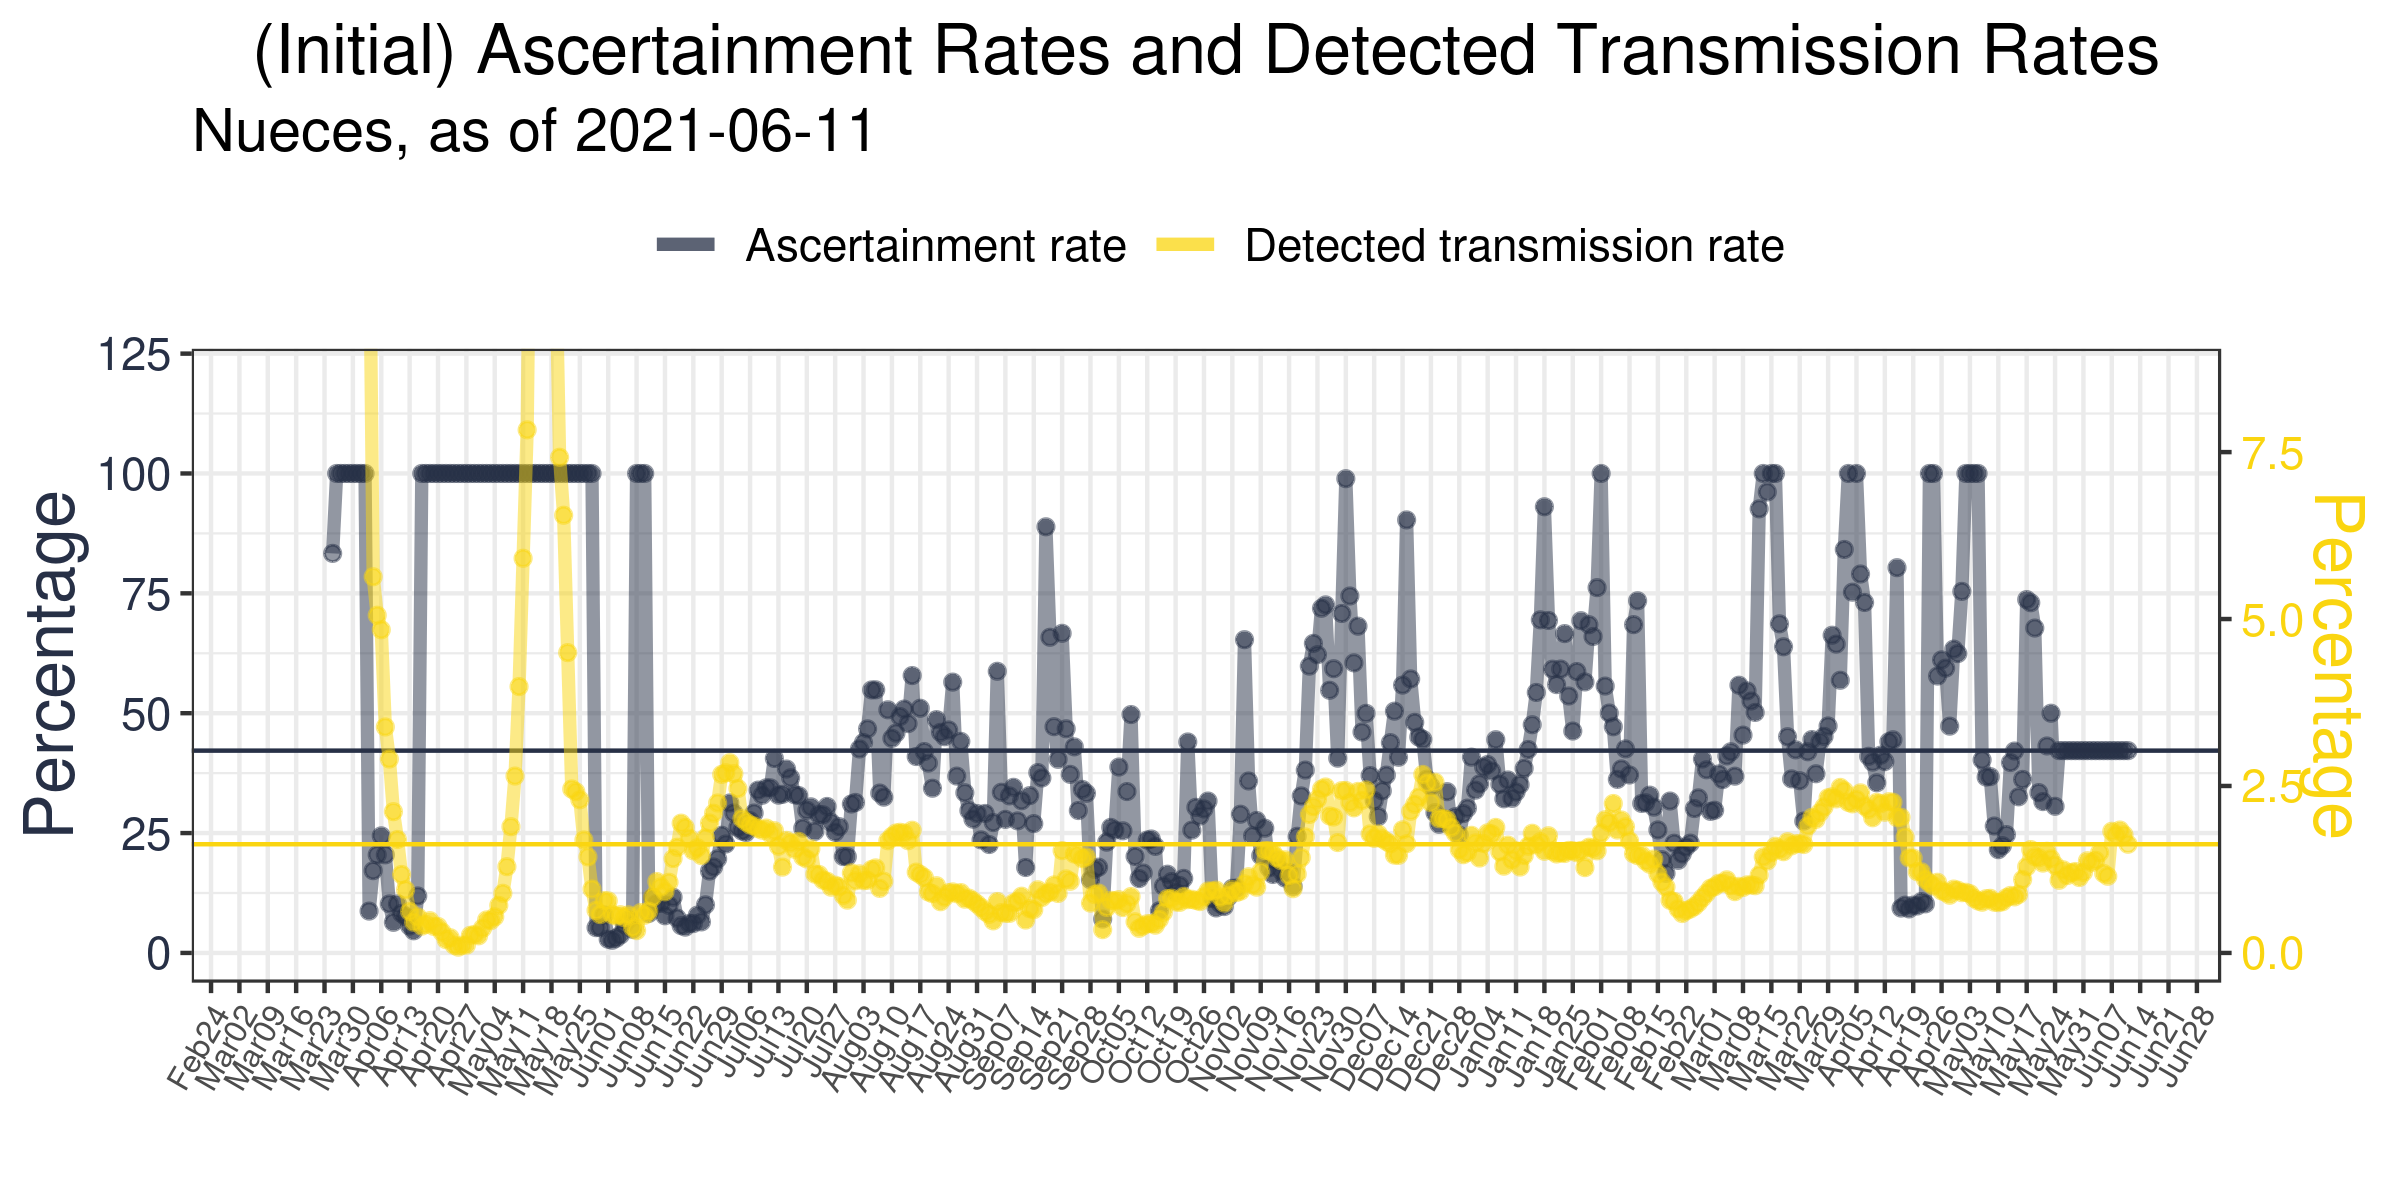 (Initial) Ascertainment Rates and Detected Transmission Rates
Nueces, as of 2021-06-11
Ascertainment rate
Detected transmission rate
Percentage
125
100
75
50
25
0
7.5
5.0
2.5
0.0
Percentage
Feb24
Mar02
Mar09
Mar16
Mar23
Mar30
Apr06
Apr13
Apr20
Apr27
May04
May11
May18
May25
Jun01
Jun08
Jun15
Jun22
Jun29
Jul06
Jul13
Jul20
Jul27
Aug03
Aug10
Aug17
Aug24
Aug31
Sep07
Sep14
Sep21
Sep28
Oct05
Oct12
Oct19
Oct26
Nov02
Nov09
Nov16
Nov23
Nov30
Dec07
Dec14
Dec21
Dec28
Jan04
Jan11
Jan18
Jan25
Feb01
Feb08
Feb15
Feb22
Mar01
Mar08
Mar15
Mar22
Mar29
Apr05
Apr12
Apr19
Apr26
May03
May10
May17
May24
May31
Jun07
Jun14
Jun21
Jun28